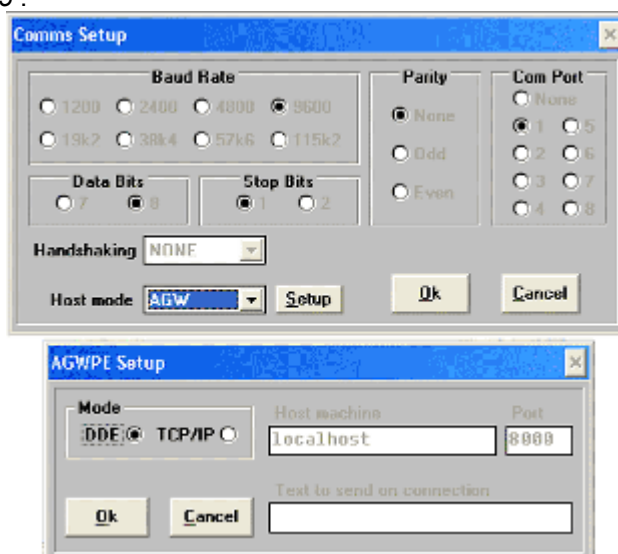 Comms Setup
Baud Rate
1200 2400 4800 9600
19k2 38k4 57k6 115k2
Parity
None
Odd
Even
Com Port
None
1 5
2 6
3 7
4 8
Data Bits
7 8
Stop Bits
1 2
Handshaking NONE
Host mode AGW Setup
Ok Cancel
AGWPE Setup
Mode
DDE TCP/IP
Host machine Port
localhost 8000
Text to send on connection
Ok Cancel